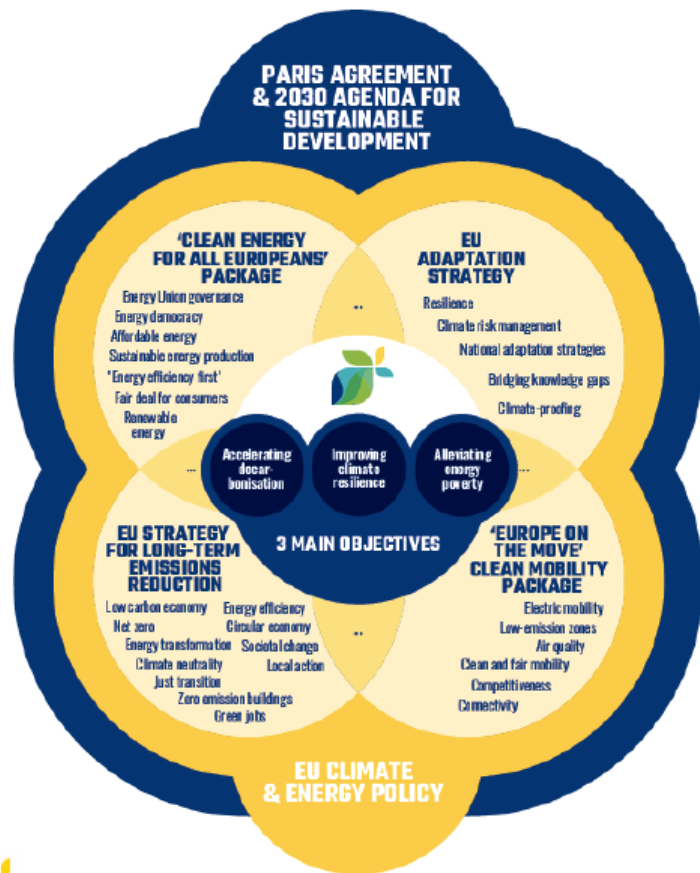 PARIS AGREEMENT
& 2030 AGENDA FOR
SUSTAINABLE
DEVELOPMENT
'CLEAN ENERGY
FOR ALL EUROPEANS'
PACKAGE
Energy Union governance
Energy democracy
Affordable energy
Sustainable energy production
'Energy efficiency first'
Fair deal for consumers
Renewable
energy
EU
ADAPTATION
STRATEGY
Resilience
Climate risk management
National adaptation strategies
Bridging knowledge gaps
Climate-proofing
...
...
...
Accelerating
decar-
bonisation
Improving
climate
resilience
Alleviating
energy
poverty
3 MAIN OBJECTIVES
EU STRATEGY
FOR LONG-TERM
EMISSIONS
REDUCTION
Low carbon economy
Energy efficiency
Net zero
Circular economy
Energy transformation
Societal change
Climate neutrality
Local action
Just transition
Zero emission buildings
Green jobs
...
'EUROPE ON
THE MOVE'
CLEAN MOBILITY
PACKAGE
Electric mobility
Low-emission zones
Air quality
Clean and fair mobility
Competitiveness
Connectivity
EU CLIMATE
& ENERGY POLICY